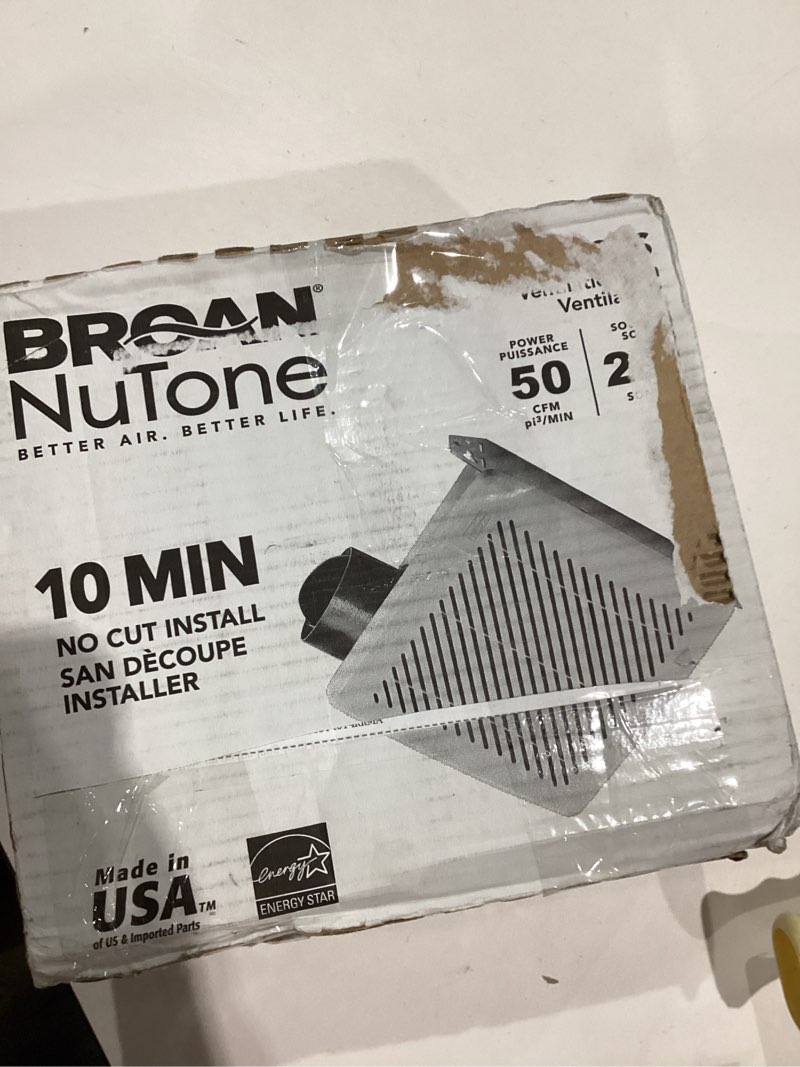 BROAN®
NuTone
BETTER AIR. BETTER LIFE.
Ventila
POWER
PUISSANCE
50
CFM
pi³/MIN
2
10 MIN
NO CUT INSTALL
SAN DÈCOUPE
INSTALLER
Made in
USA™
of US & Imported Parts
energy
ENERGY STAR